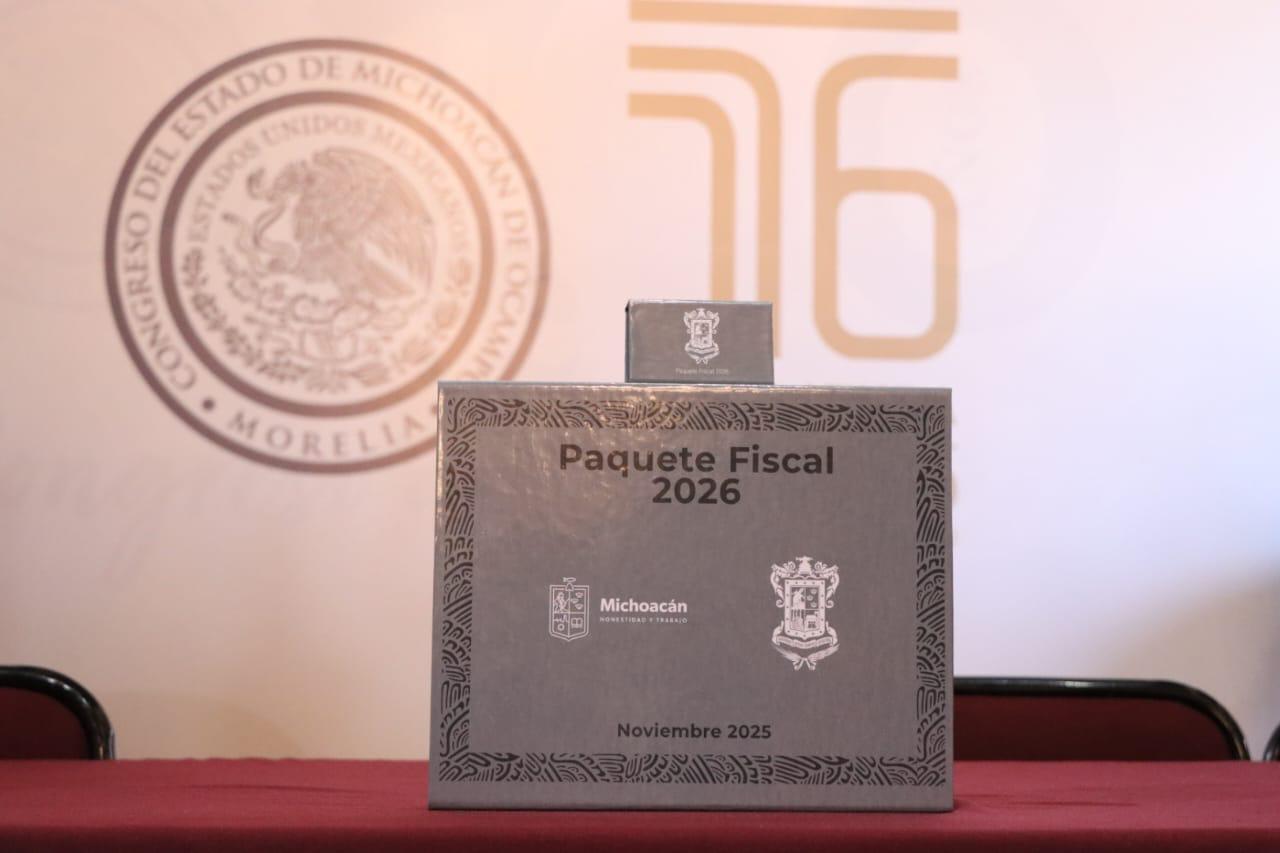 CONGRESO DEL ESTADO DE MICHOACÁN DE OCAMPO
ESTADOS UNIDOS MEXICANOS
• MORELIA •
76
Paquete Fiscal 2026
Paquete Fiscal
2026
Michoacán
HONESTIDAD Y TRABAJO
Noviembre 2025